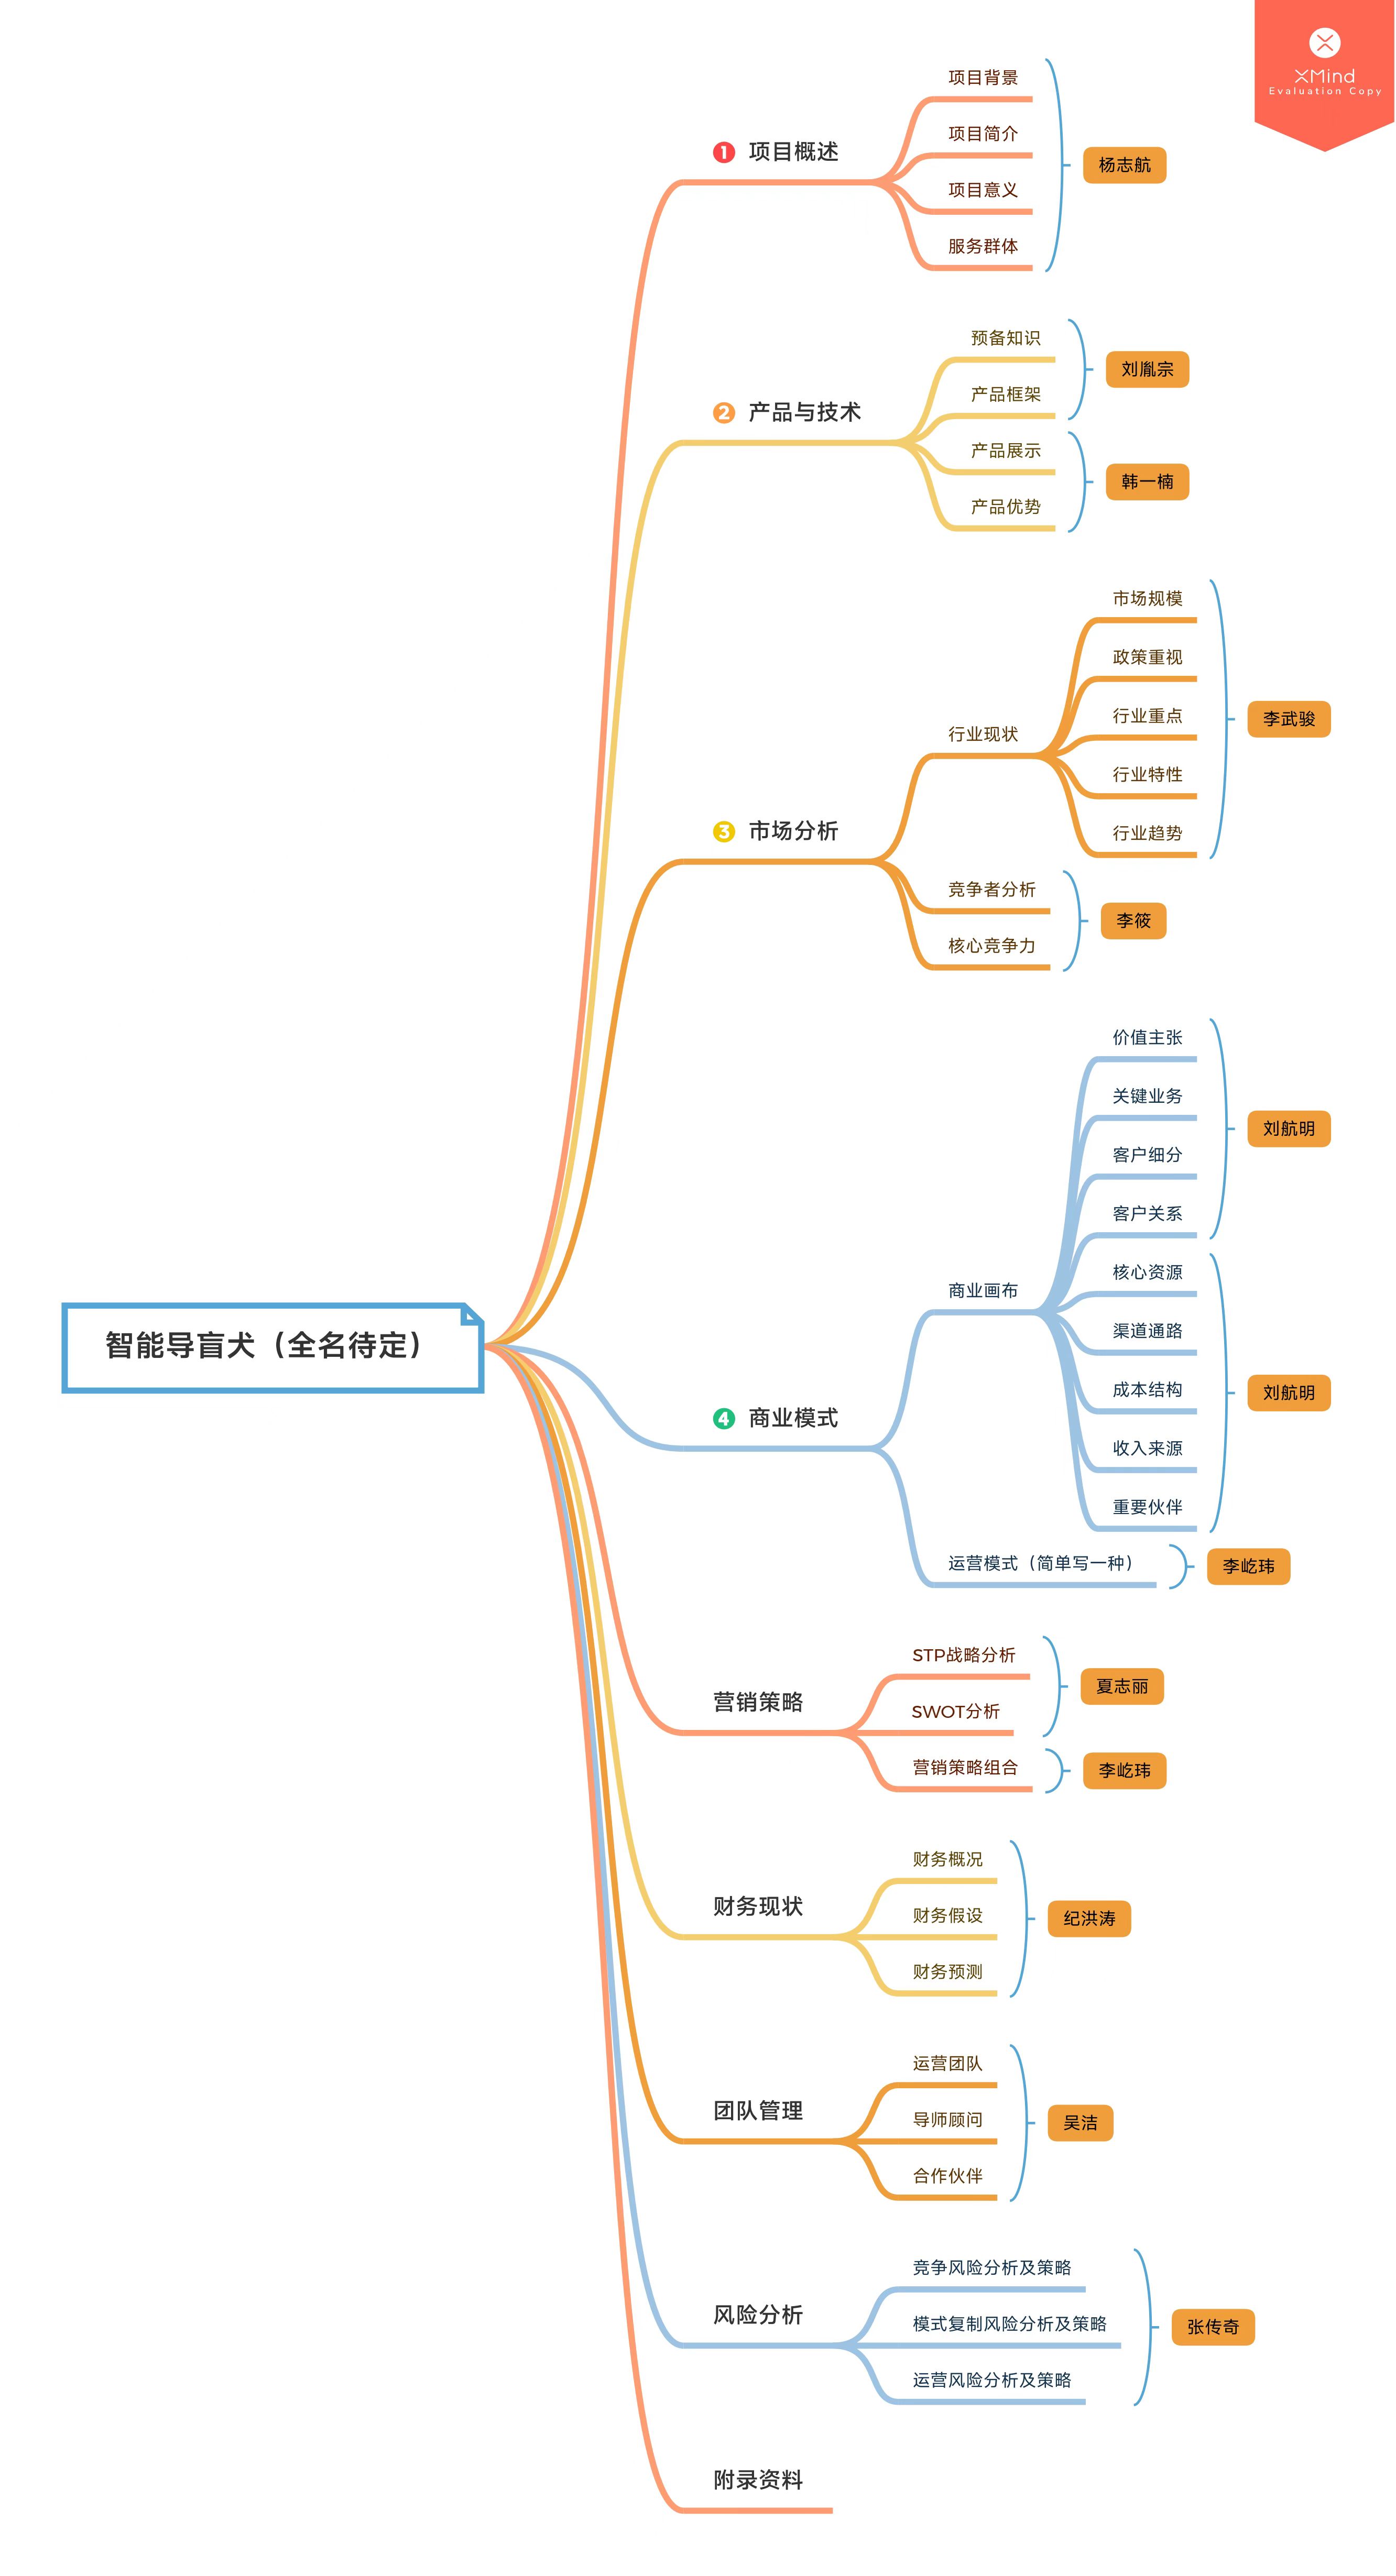 XMind
Evaluation Copy
智能导盲犬（全名待定）
1 项目概述
项目背景
项目简介
项目意义
服务群体
杨志航
2 产品与技术
预备知识
产品框架
刘胤宗
产品展示
产品优势
韩一楠
3 市场分析
行业现状
市场规模
政策重视
行业重点
行业特性
行业趋势
李武骏
竞争者分析
核心竞争力
李筱
4 商业模式
商业画布
价值主张
关键业务
客户细分
客户关系
刘航明
核心资源
渠道通路
成本结构
收入来源
重要伙伴
刘航明
运营模式（简单写一种）
李屹玮
营销策略
STP战略分析
SWOT分析
夏志丽
营销策略组合
李屹玮
财务现状
财务概况
财务假设
财务预测
纪洪涛
团队管理
运营团队
导师顾问
合作伙伴
吴洁
风险分析
竞争风险分析及策略
模式复制风险分析及策略
运营风险分析及策略
张传奇
附录资料